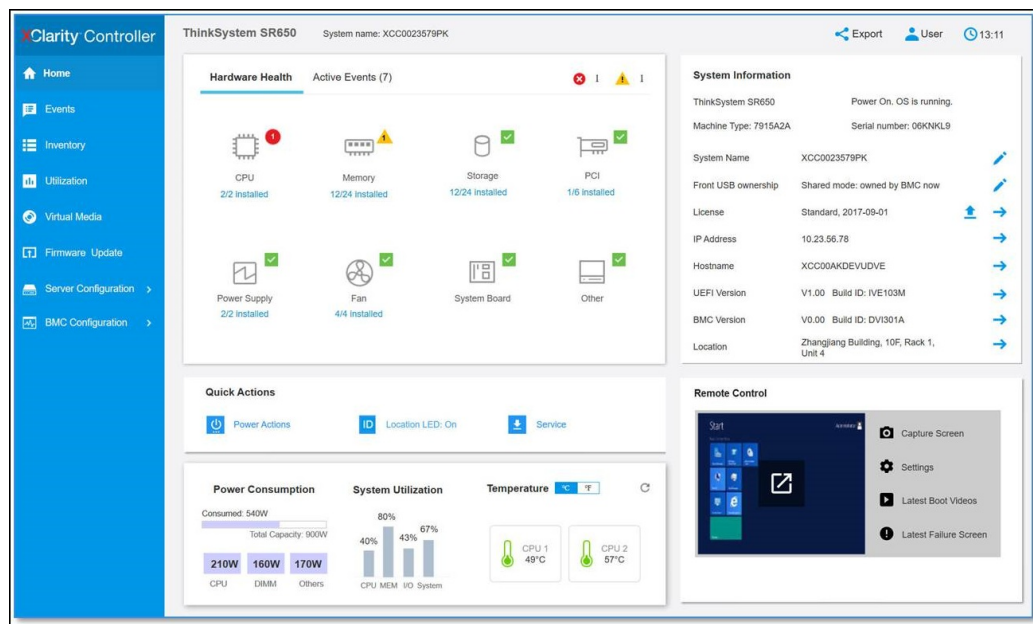 XClarity Controller
ThinkSystem SR650 System name: XCC0023579PK
Export User 13:11
Home
Events
Inventory
Utilization
Virtual Media
Firmware Update
Server Configuration >
BMC Configuration >
Hardware Health Active Events (7) 1 1
1
CPU
2/2 installed
Memory
12/24 installed
Storage
12/24 installed
PCI
1/6 installed
Power Supply
2/2 installed
Fan
4/4 installed
System Board
Other
System Information
ThinkSystem SR650 Power On. OS is running.
Machine Type: 7915A2A Serial number: 06KNKL9
System Name XCC0023579PK
Front USB ownership Shared mode: owned by BMC now
License Standard, 2017-09-01
IP Address 10.23.56.78
Hostname XCC00AKDEVUDVE
UEFI Version V1.00 Build ID: IVE103M
BMC Version V0.00 Build ID: DVI301A
Location Zhangjiang Building, 10F, Rack 1,
Unit 4
Quick Actions
Power Actions
ID Location LED: On
Service
Power Consumption
Consumed: 540W
Total Capacity: 900W
210W 160W 170W
CPU DIMM Others
System Utilization
80%
67%
40% 43%
CPU MEM I/O System
Temperature °C °F
CPU 1
49°C
CPU 2
57°C
Remote Control
Start
Capture Screen
Settings
Latest Boot Videos
Latest Failure Screen